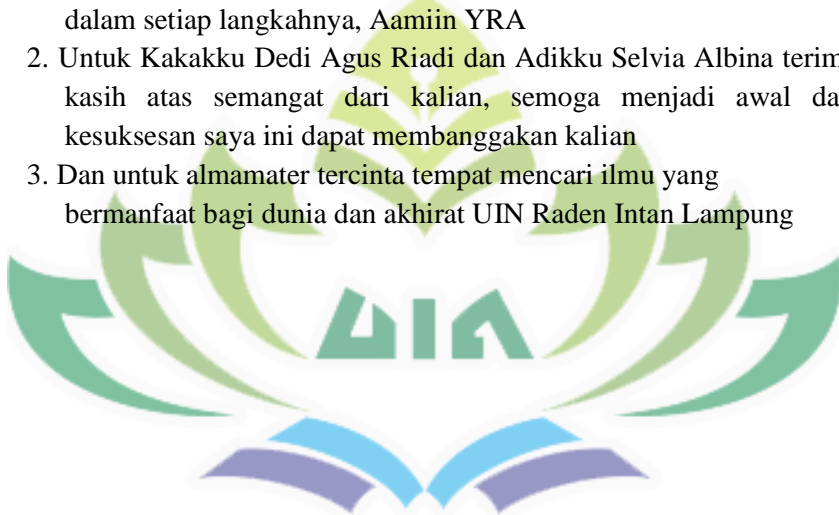 dalam setiap langkahnya, Aamiin YRA
2. Untuk Kakakku Dedi Agus Riadi dan Adikku Selvia Albina terim
kasih atas semangat dari kalian, semoga menjadi awal da
kesuksesan saya ini dapat membanggakan kalian
3. Dan untuk almamater tercinta tempat mencari ilmu yang
bermanfaat bagi dunia dan akhirat UIN Raden Intan Lampung
UIN